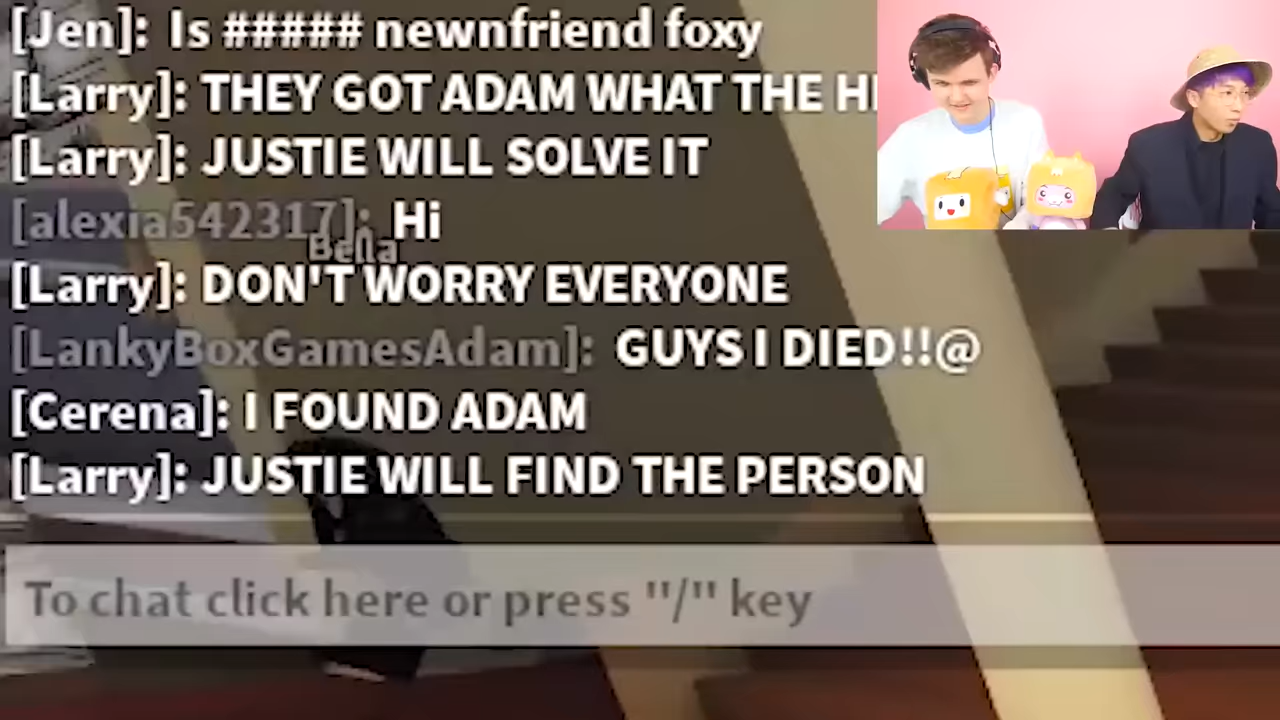 [Jen]: Is ##### newnfriend foxy
[Larry]: THEY GOT ADAM WHAT THE
[Larry]: JUSTIE WILL SOLVE IT
[alexia542317]: Hi
Bella
[Larry]: DON'T WORRY EVERYONE
[LankyBoxGamesAdam]: GUYS I DIED!!@
[Cerena]: I FOUND ADAM
[Larry]: JUSTIE WILL FIND THE PERSON
To chat click here or press "/" key